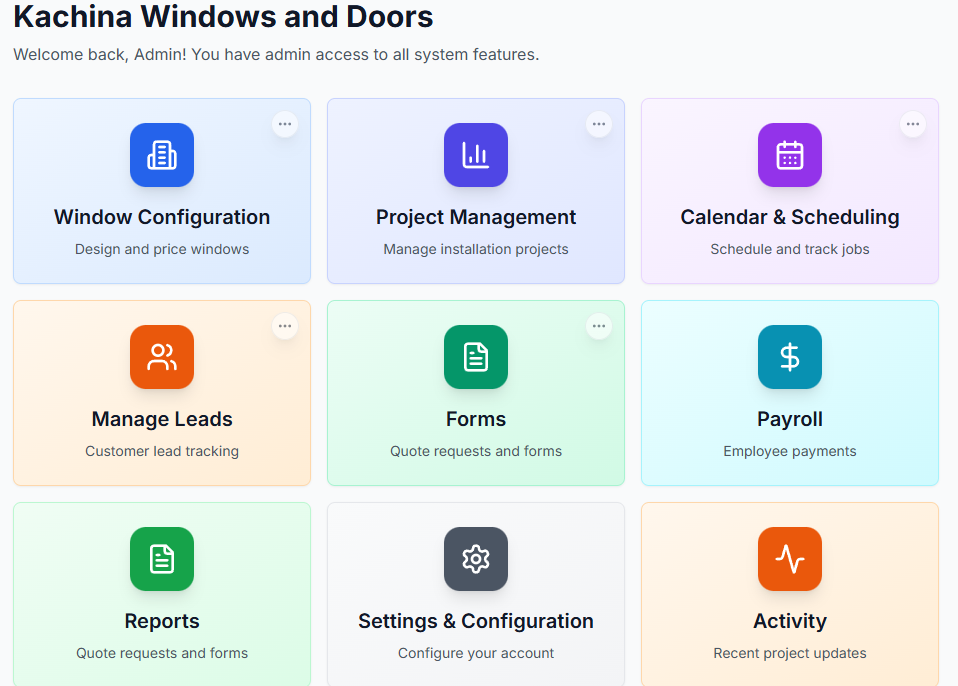 Kachina Windows and Doors
Welcome back, Admin! You have admin access to all system features.
Window Configuration
Design and price windows
Project Management
Manage installation projects
Calendar & Scheduling
Schedule and track jobs
Manage Leads
Customer lead tracking
Forms
Quote requests and forms
Payroll
Employee payments
Reports
Quote requests and forms
Settings & Configuration
Configure your account
Activity
Recent project updates